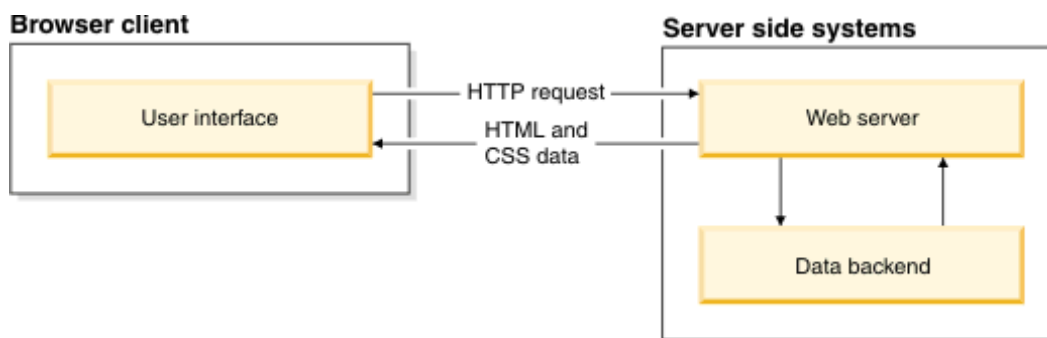 Browser client
Server side systems
User interface
HTTP request
Web server
HTML and
CSS data
Data backend